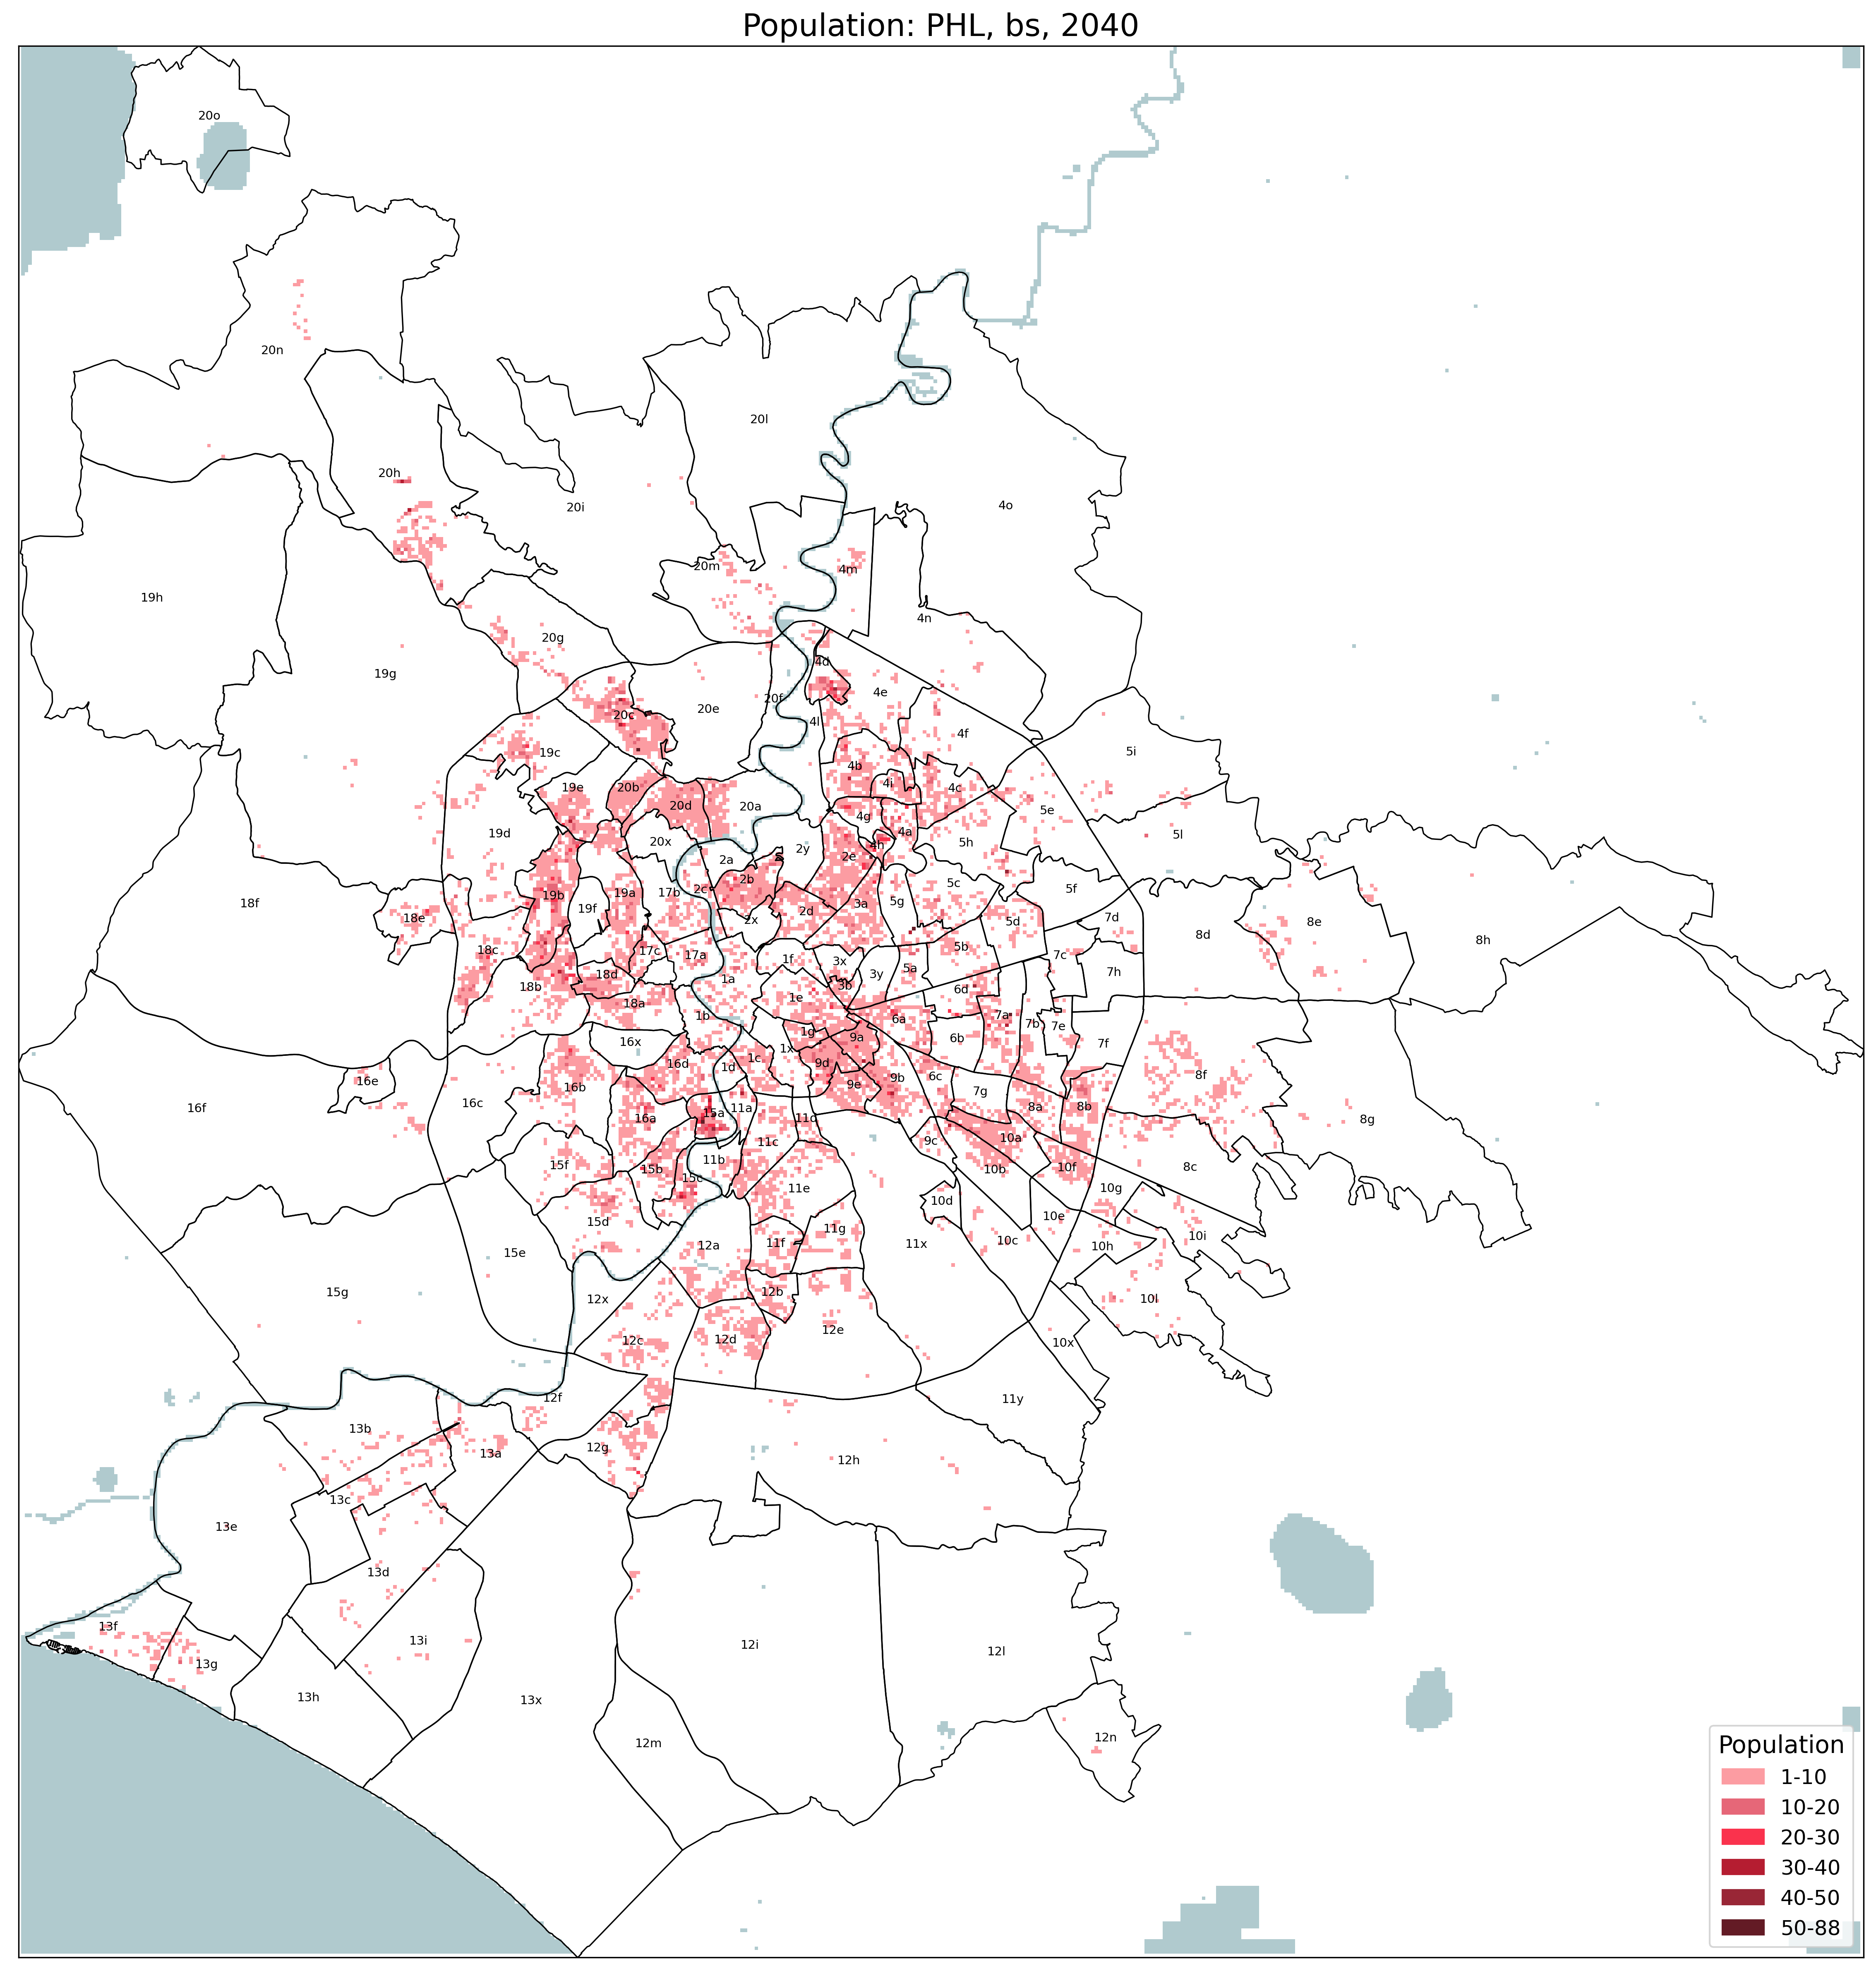 Population: PHL, bs, 2040
20o
20n
20l
20h
20i
4o
20m
4m
19h
4n
20g
4d
19g
4e
20f
20e
20c
4l
4f
5i
19c
4b
4i
19e
20b
4c
20d
20a
5e
4g
4a
19d
5l
20x
4h
5h
2y
2a
2e
2b
5c
5f
2c
17b
19a
19b
18f
5g
3a
19f
2d
18e
7d
2x
5d
8e
8d
8h
5b
18c
17c
7c
17a
1f
3x
5a
7h
18d
3y
1a
18b
3b
6d
1e
18a
7a
1b
6a
7b
7e
1g
9a
6b
16x
7f
1x
1c
16d
9d
1d
8f
6c
9b
16e
9e
16b
7g
16c
16f
11a
8a
8b
15a
16a
11d
8g
10a
9c
11c
11b
15f
8c
10f
15b
10b
15c
11e
10g
10d
10e
15d
11g
10i
10c
11f
11x
12a
10h
15e
15g
12b
12x
10l
12e
12d
12c
10x
12f
11y
13b
12g
13a
12h
13c
13e
13d
13f
13i
12i
12l
13g
13h
13x
12n
12m
Population
1-10
10-20
20-30
30-40
40-50
50-88